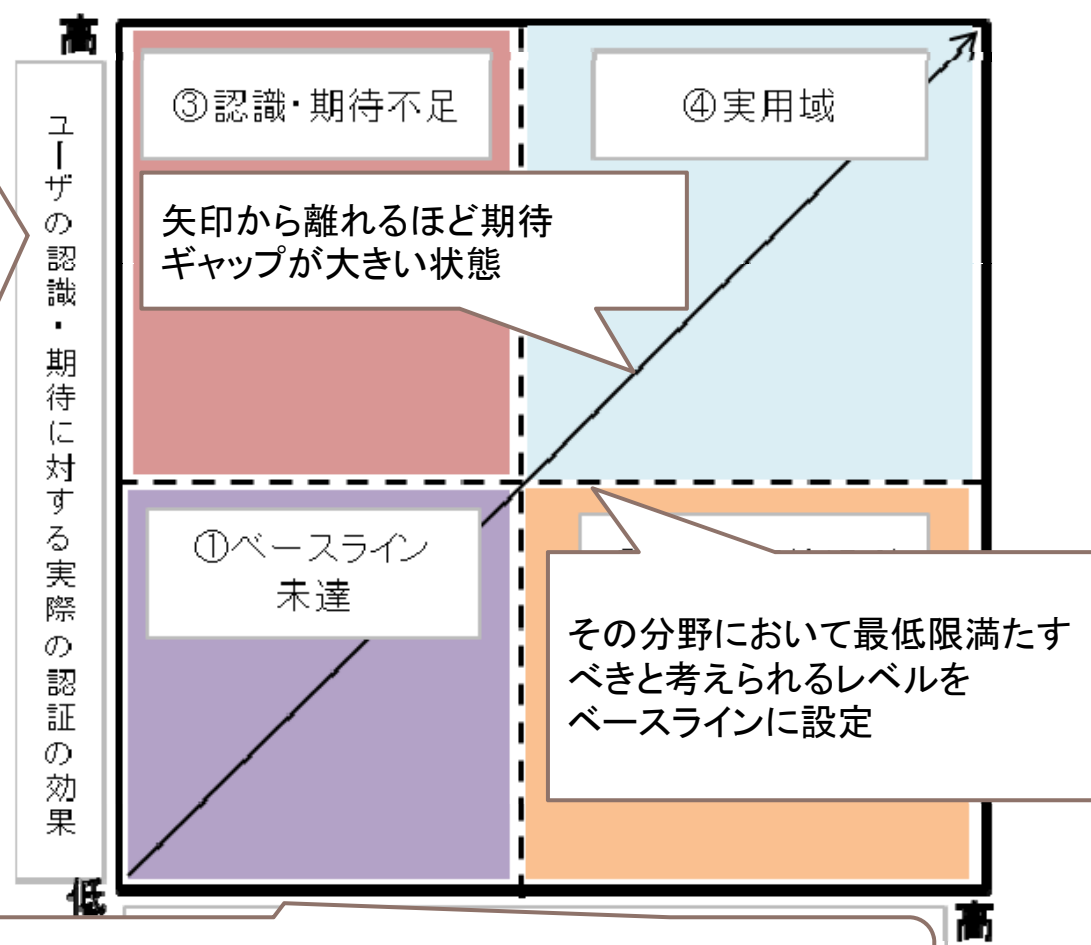 高
③認識・期待不足
④実用域
ユーザの認識・期待に対する実際の認証の効果
矢印から離れるほど期待
ギャップが大きい状態
①ベースライン
未達
その分野において最低限満たす
べきと考えられるレベルを
ベースラインに設定
低
高